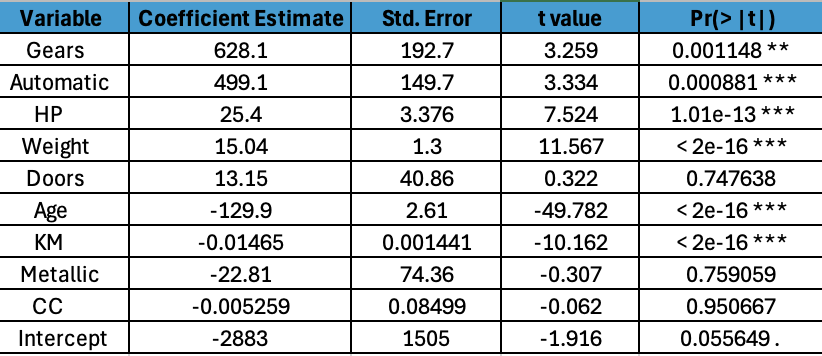 Variable Coefficient Estimate Std. Error t value Pr(>|t|)
Gears 628.1 192.7 3.259 0.001148 **
Automatic 499.1 149.7 3.334 0.000881 ***
HP 25.4 3.376 7.524 1.01e-13 ***
Weight 15.04 1.3 11.567 < 2e-16 ***
Doors 13.15 40.86 0.322 0.747638
Age -129.9 2.61 -49.782 < 2e-16 ***
KM -0.01465 0.001441 -10.162 < 2e-16 ***
Metallic -22.81 74.36 -0.307 0.759059
CC -0.005259 0.08499 -0.062 0.950667
Intercept -2883 1505 -1.916 0.055649 .